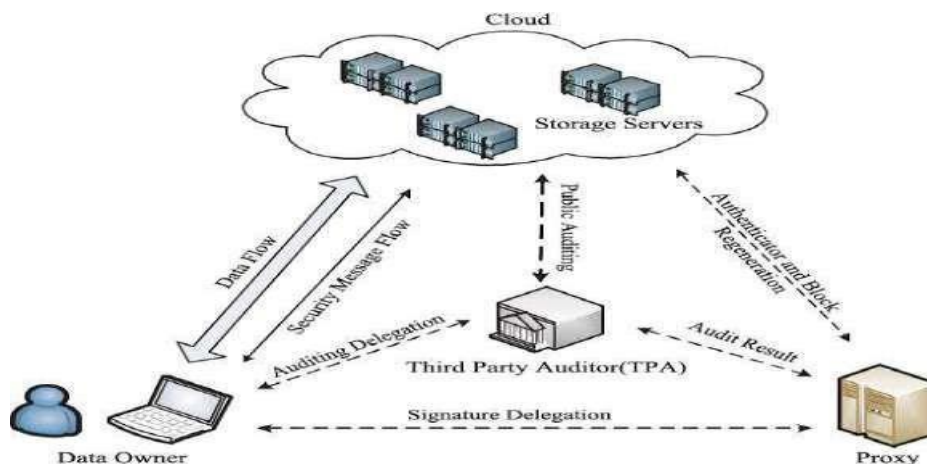 Cloud
Storage Servers
Data Flow
Security Message Flow
Public Auditing
Authenticator and Block
Regeneration
Auditing Delegation
Audit Result
Third Party Auditor(TPA)
Signature Delegation
Data Owner
Proxy